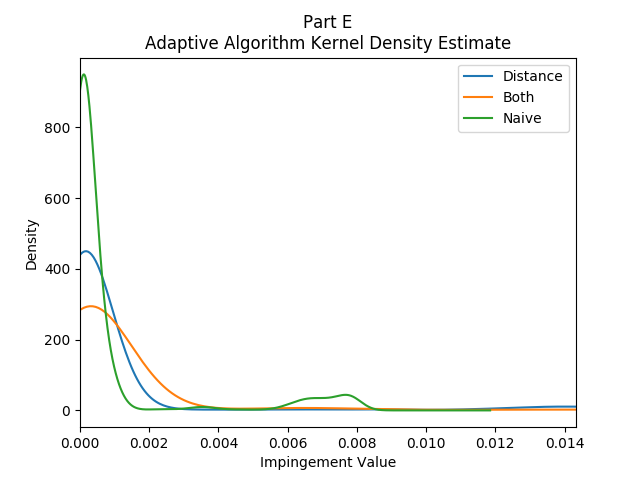 Part E
Adaptive Algorithm Kernel Density Estimate
Distance
Both
Naive
Density
800
600
400
200
0
0.000 0.002 0.004 0.006 0.008 0.010 0.012 0.014
Impingement Value